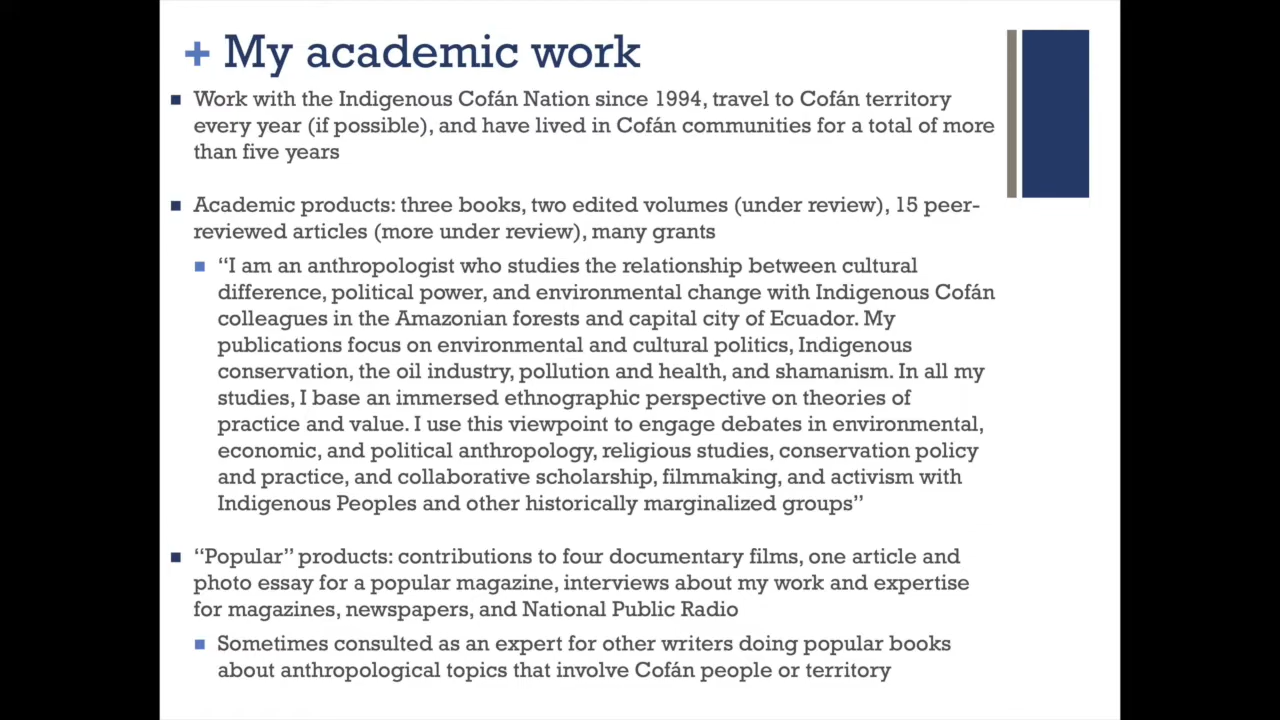 + My academic work
▪ Work with the Indigenous Cofán Nation since 1994, travel to Cofán territory
every year (if possible), and have lived in Cofán communities for a total of more
than five years
▪ Academic products: three books, two edited volumes (under review), 15 peer-
reviewed articles (more under review), many grants
▪ “I am an anthropologist who studies the relationship between cultural
difference, political power, and environmental change with Indigenous Cofán
colleagues in the Amazonian forests and capital city of Ecuador. My
publications focus on environmental and cultural politics, Indigenous
conservation, the oil industry, pollution and health, and shamanism. In all my
studies, I base an immersed ethnographic perspective on theories of
practice and value. I use this viewpoint to engage debates in environmental,
economic, and political anthropology, religious studies, conservation policy
and practice, and collaborative scholarship, filmmaking, and activism with
Indigenous Peoples and other historically marginalized groups”
▪ “Popular” products: contributions to four documentary films, one article and
photo essay for a popular magazine, interviews about my work and expertise
for magazines, newspapers, and National Public Radio
▪ Sometimes consulted as an expert for other writers doing popular books
about anthropological topics that involve Cofán people or territory